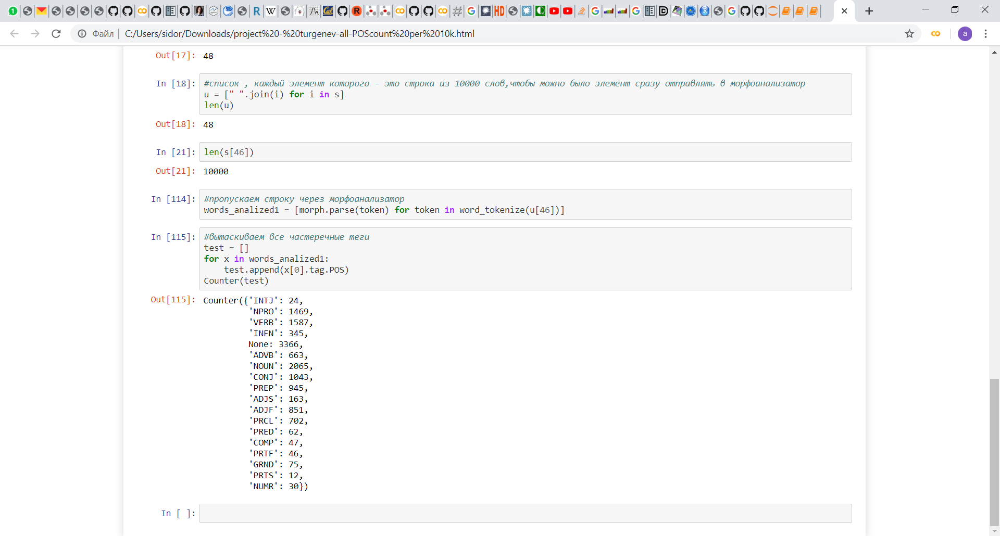 Файл | C:/Users/sidor/Downloads/project%20-%20turgenev-all-POScount%20per%2010k.html
a
Out[17]: 48
In [18]: #список , каждый элемент которого - это строка из 10000 слов,чтобы можно было элемент сразу отправлять в морфоанализатор
u = [" ".join(i) for i in s]
len(u)
Out[18]: 48
In [21]: len(s[46])
Out[21]: 10000
In [114]: #пропускаем строку через морфоанализатор
words_analized1 = [morph.parse(token) for token in word_tokenize(u[46])]
In [115]: #вытаскиваем все частеречные теги
test = []
for x in words_analized1:
    test.append(x[0].tag.POS)
Counter(test)
Out[115]: Counter({'INTJ': 24,
'NPRO': 1469,
'VERB': 1587,
'INFN': 345,
None: 3366,
'ADVB': 663,
'NOUN': 2065,
'CONJ': 1043,
'PREP': 945,
'ADJS': 163,
'ADJF': 851,
'PRCL': 702,
'PRED': 62,
'COMP': 47,
'PRTF': 46,
'GRND': 75,
'PRTS': 12,
'NUMR': 30})
In [ ]: